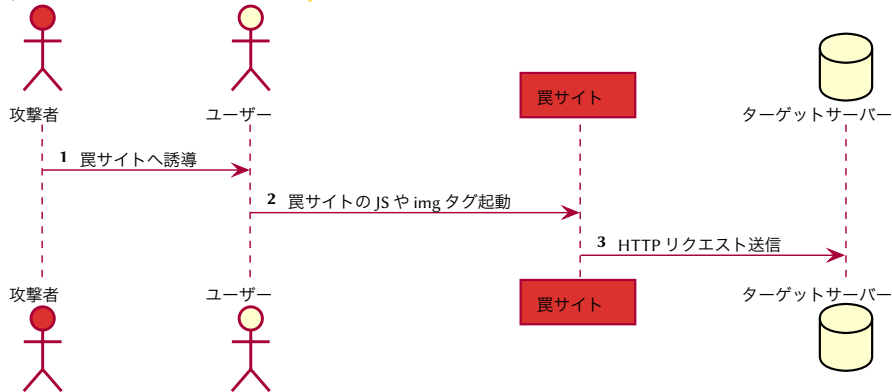 攻撃者
ユーザー
罠サイト
ターゲットサーバー
1 罠サイトへ誘導
2 罠サイトの JS や img タグ起動
3 HTTP リクエスト送信
攻撃者
ユーザー
罠サイト
ターゲットサーバー